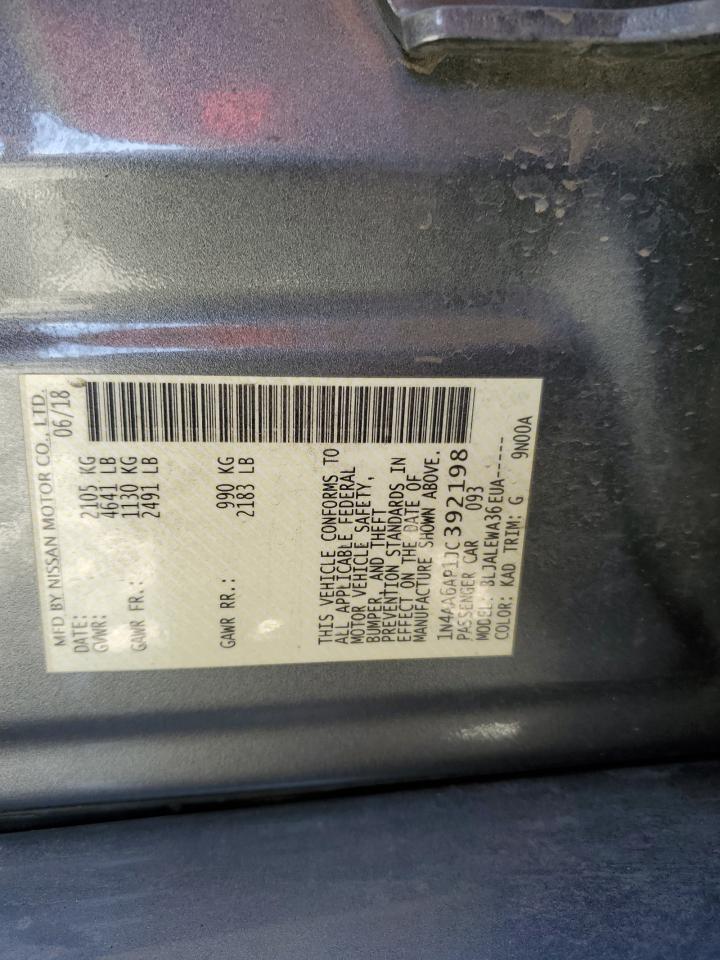 MFD BY NISSAN MOTOR CO., LTD.
DATE: 06/18
GVWR: 2105 KG
4641 LB
GAWR FR.: 1130 KG
2491 LB
GAWR RR.: 990 KG
2183 LB
THIS VEHICLE CONFORMS TO
ALL APPLICABLE FEDERAL
MOTOR VEHICLE SAFETY,
BUMPER, AND THEFT
PREVENTION STANDARDS IN
EFFECT ON THE DATE OF
MANUFACTURE SHOWN ABOVE.
1N4AA6AP1JC392198
PASSENGER CAR 093
MODEL: BLJALEWA36EUA-----
COLOR: KAD TRIM: G 9N00A